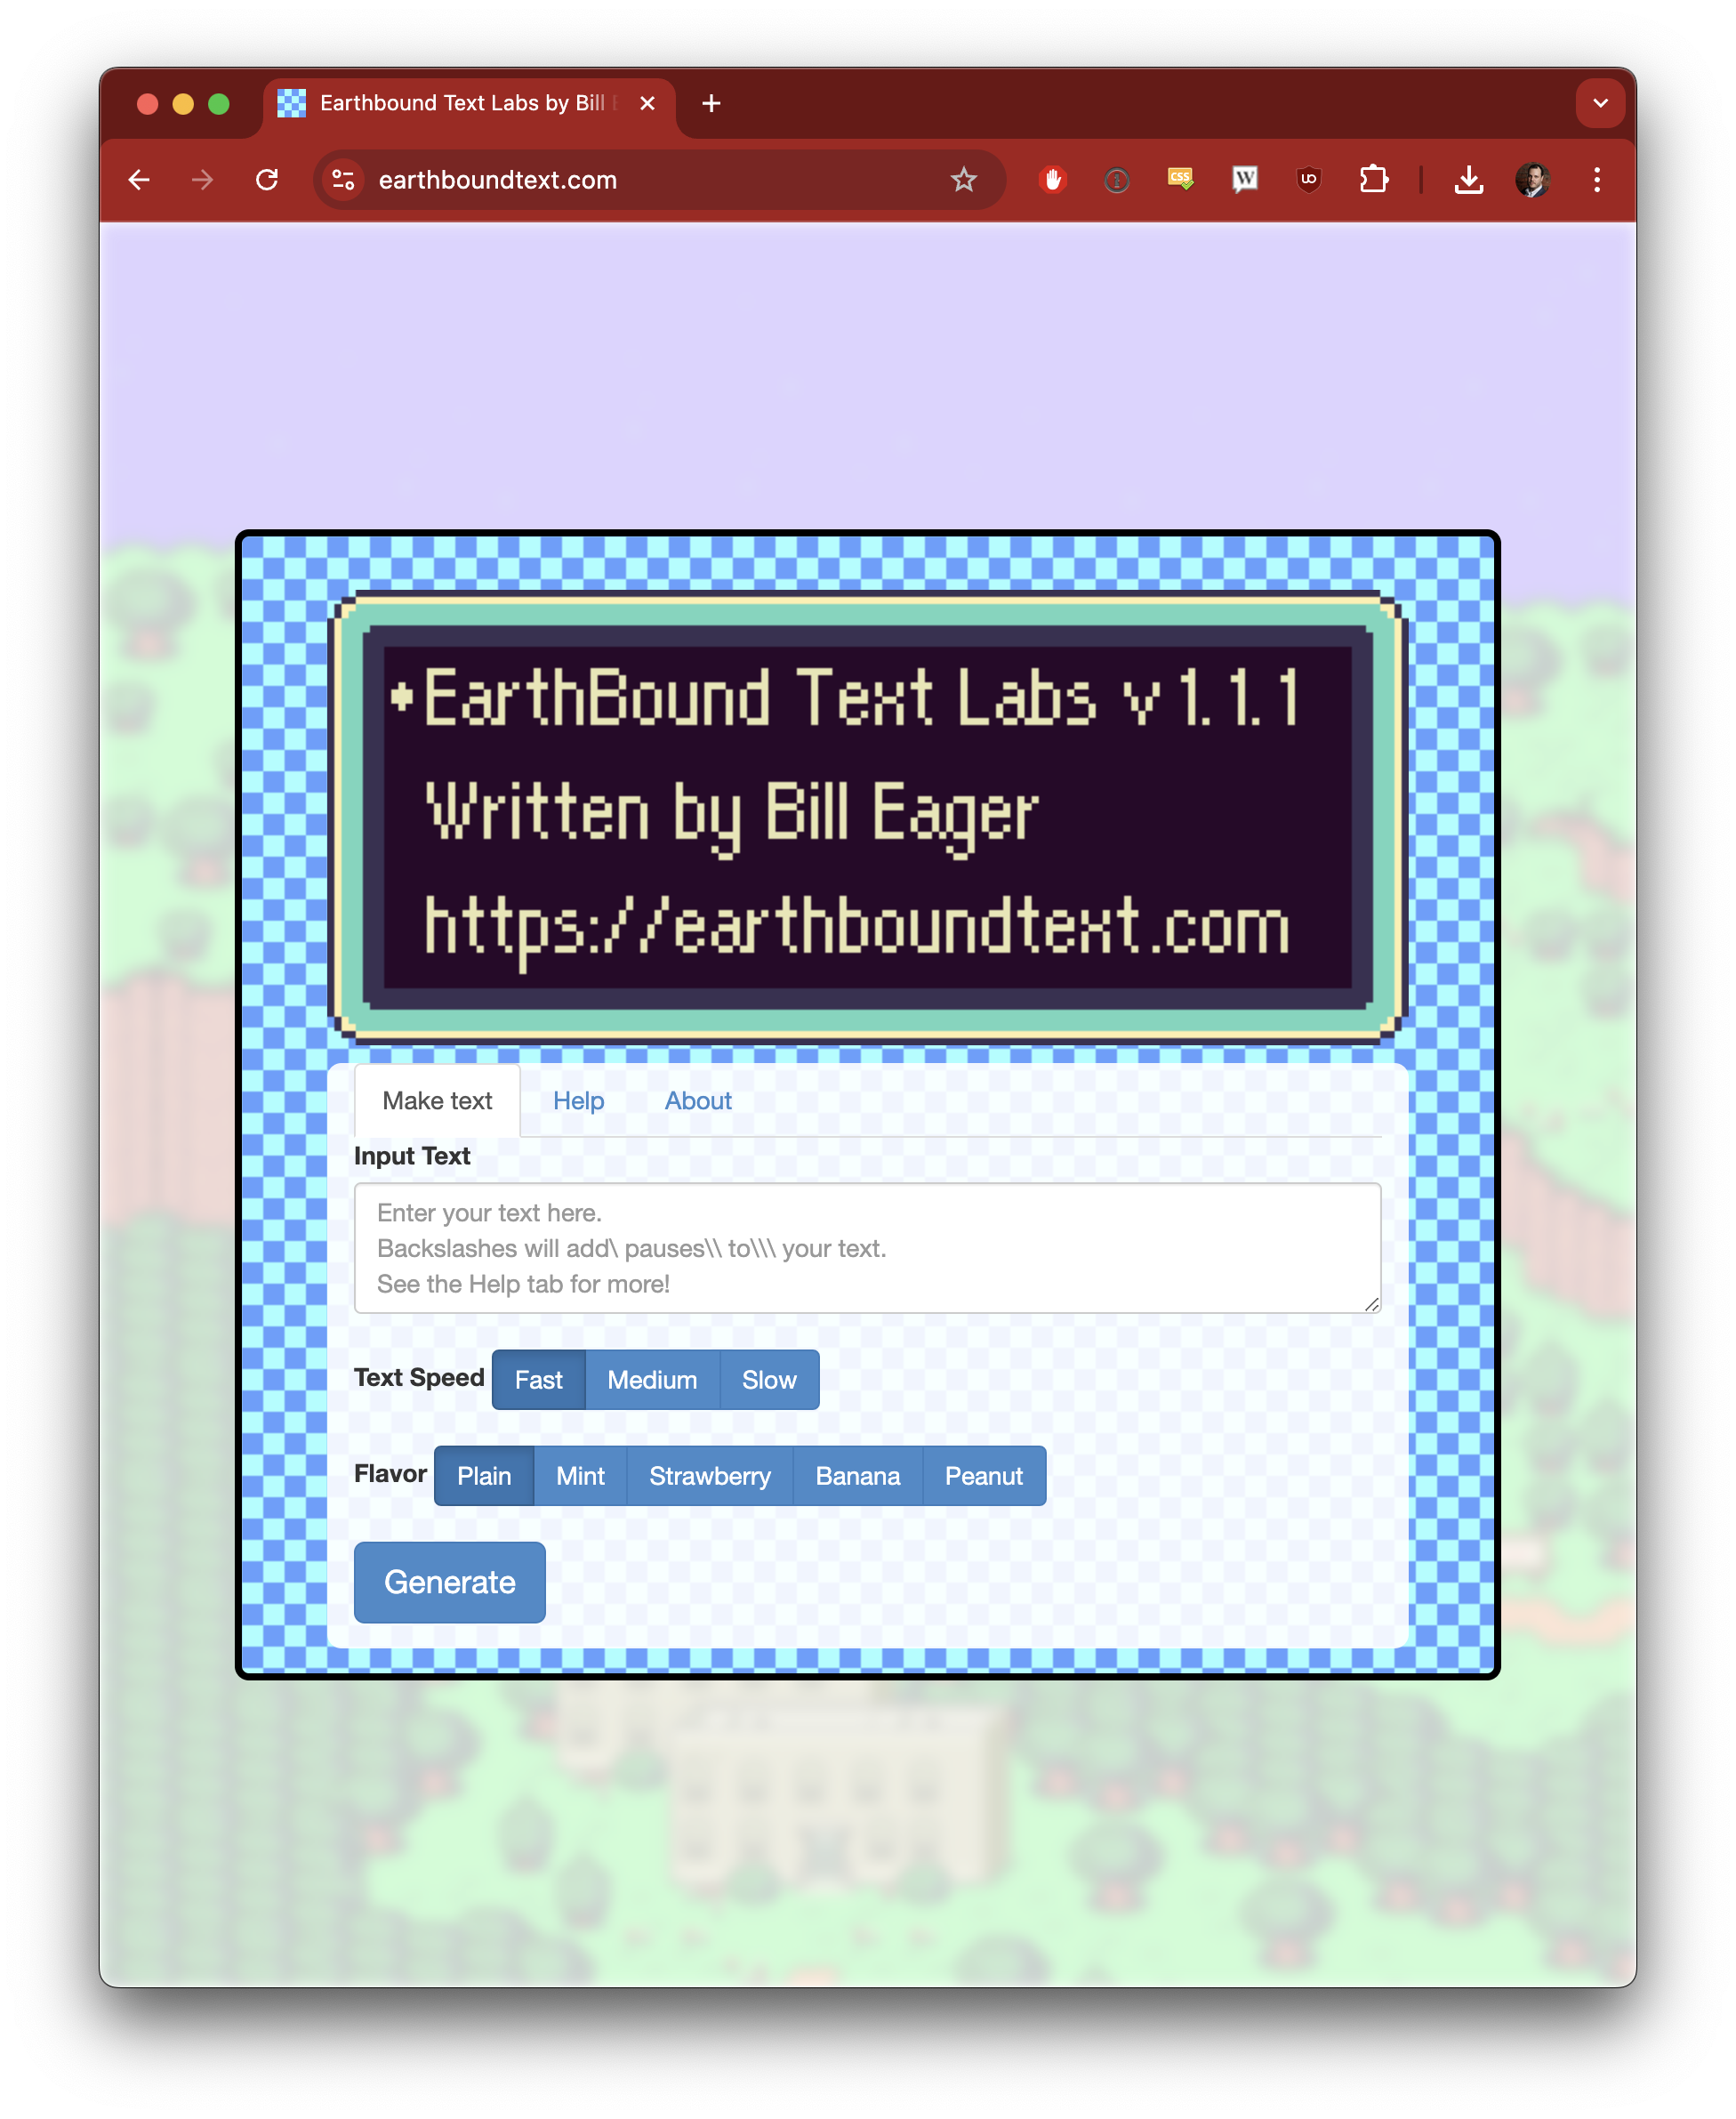 Earthbound Text Labs by Bill
earthboundtext.com
CSS
W
UO
EarthBound Text Labs v1.1.1
Written by Bill Eager
https://earthboundtext.com
Make text Help About
Input Text
Enter your text here.
Backslashes will add\ pauses\\ to\\\ your text.
See the Help tab for more!
Text Speed Fast Medium Slow
Flavor Plain Mint Strawberry Banana Peanut
Generate